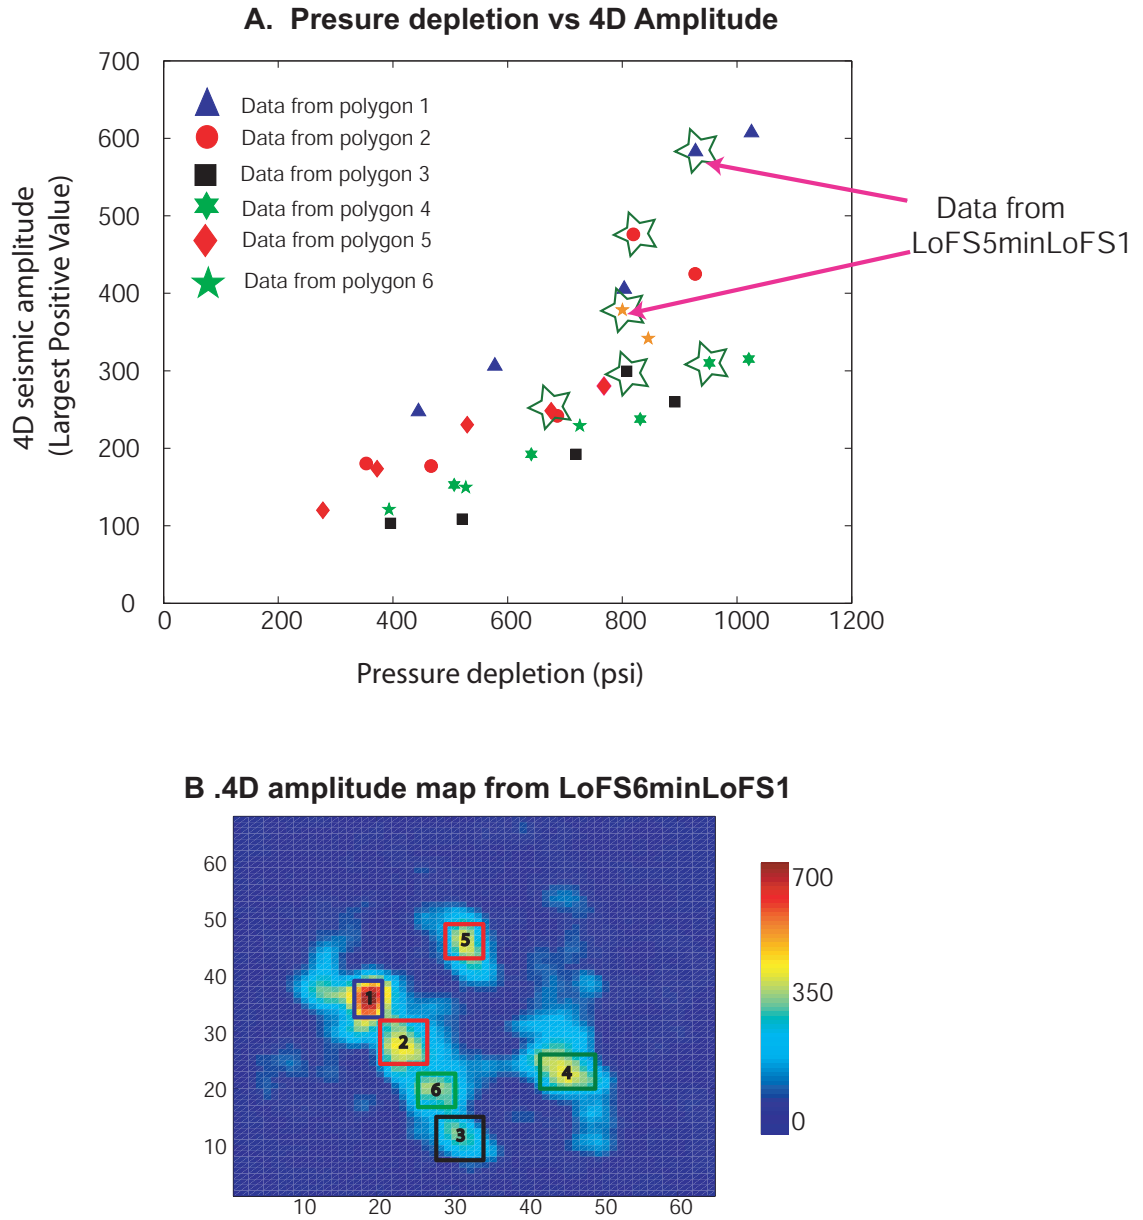 A. Presure depletion vs 4D Amplitude
700
600
500
400
300
200
100
0
0 200 400 600 800 1000 1200
4D seismic amplitude
(Largest Positive Value)
Pressure depletion (psi)
Data from polygon 1
Data from polygon 2
Data from polygon 3
Data from polygon 4
Data from polygon 5
Data from polygon 6
Data from
LoFS5minLoFS1
B .4D amplitude map from LoFS6minLoFS1
60
50
40
30
20
10
10 20 30 40 50 60
5
1
2
4
6
3
700
350
0